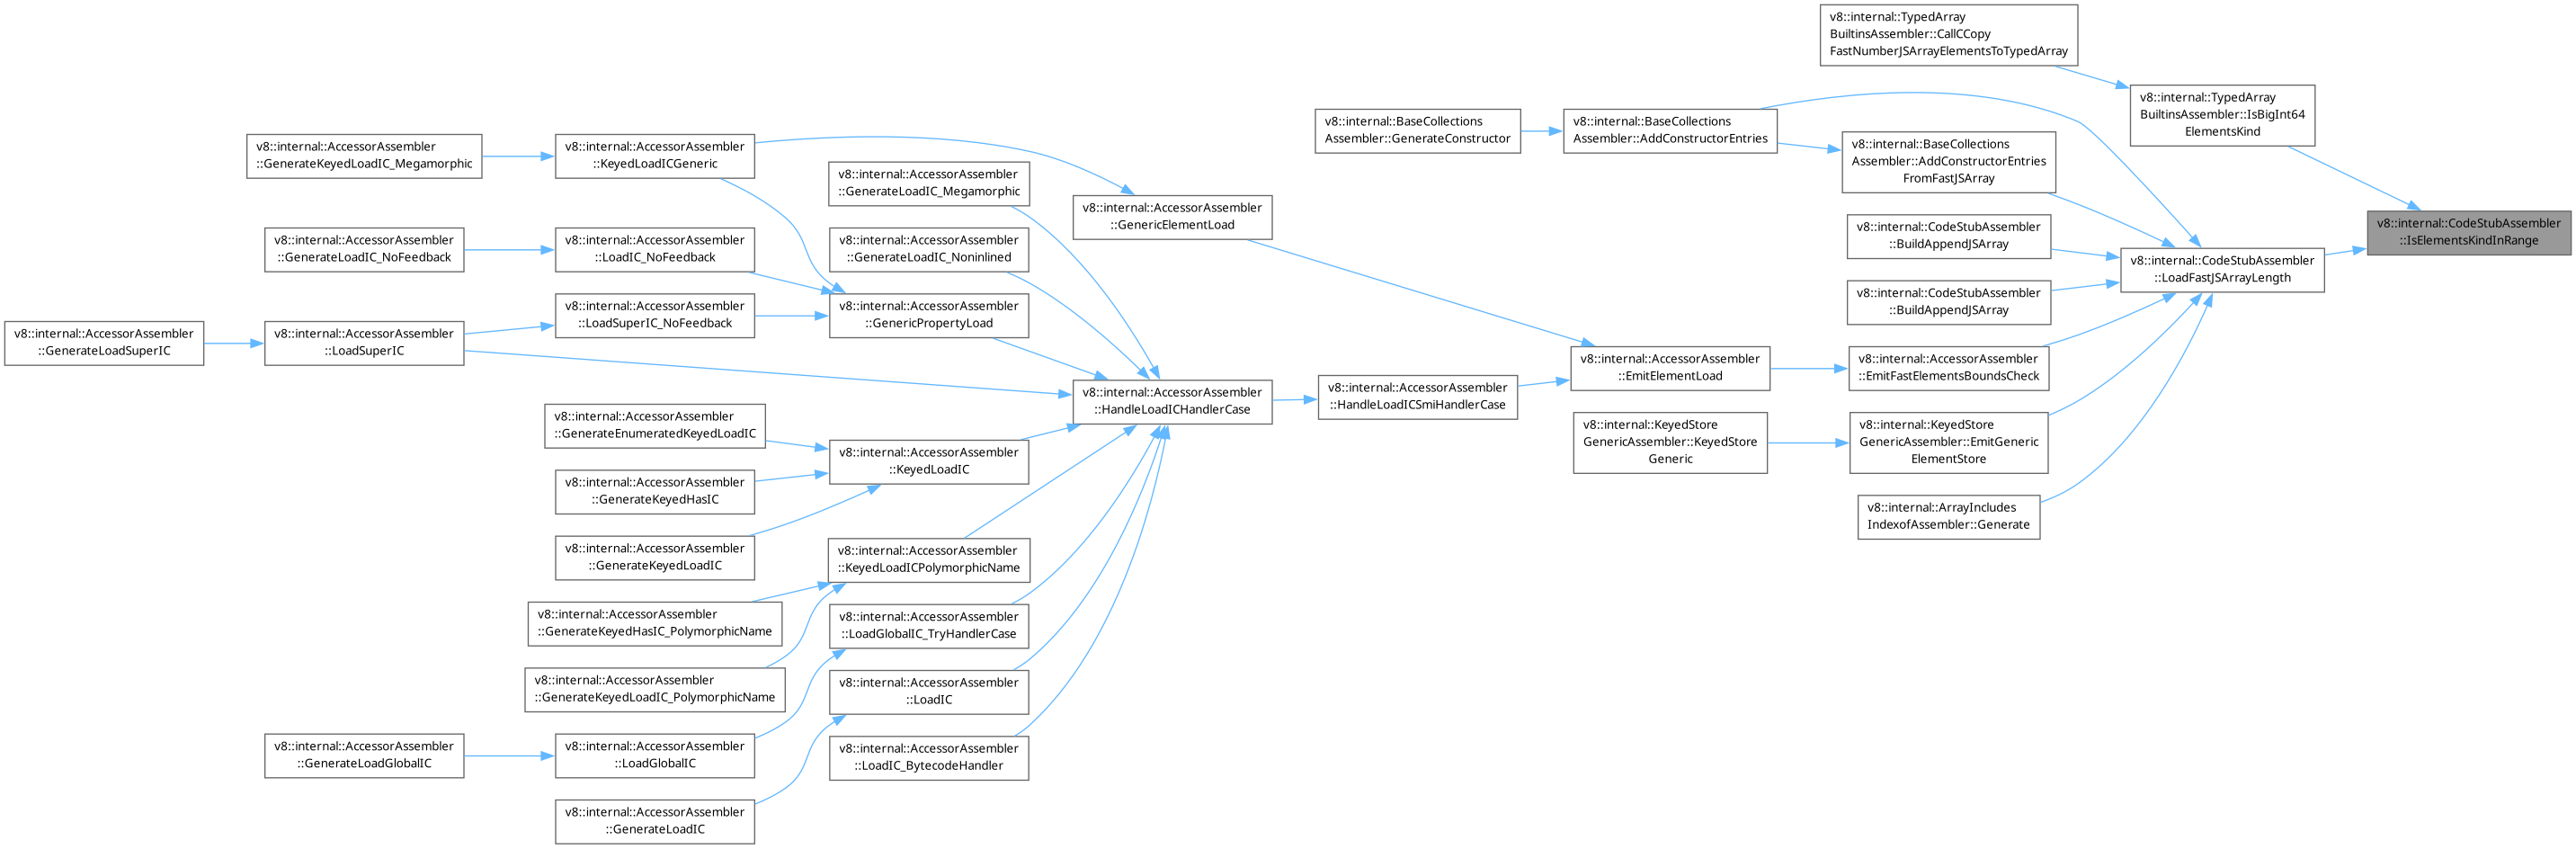 v8::internal::TypedArray
BuiltinsAssembler::CallCCopy
FastNumberJSArrayElementsToTypedArray
v8::internal::TypedArray
BuiltinsAssembler::IsBigInt64
ElementsKind
v8::internal::CodeStubAssembler
::IsElementsKindInRange
v8::internal::BaseCollections
Assembler::GenerateConstructor
v8::internal::BaseCollections
Assembler::AddConstructorEntries
v8::internal::BaseCollections
Assembler::AddConstructorEntries
FromFastJSArray
v8::internal::CodeStubAssembler
::BuildAppendJSArray
v8::internal::CodeStubAssembler
::LoadFastJSArrayLength
v8::internal::CodeStubAssembler
::BuildAppendJSArray
v8::internal::AccessorAssembler
::GenerateKeyedLoadIC_Megamorphic
v8::internal::AccessorAssembler
::KeyedLoadICGeneric
v8::internal::AccessorAssembler
::GenerateLoadIC_Megamorphic
v8::internal::AccessorAssembler
::GenericElementLoad
v8::internal::AccessorAssembler
::GenerateLoadIC_NoFeedback
v8::internal::AccessorAssembler
::LoadIC_NoFeedback
v8::internal::AccessorAssembler
::GenerateLoadIC_Noninlined
v8::internal::AccessorAssembler
::GenerateLoadSuperIC
v8::internal::AccessorAssembler
::LoadSuperIC
v8::internal::AccessorAssembler
::LoadSuperIC_NoFeedback
v8::internal::AccessorAssembler
::GenericPropertyLoad
v8::internal::AccessorAssembler
::HandleLoadICHandlerCase
v8::internal::AccessorAssembler
::HandleLoadICSmiHandlerCase
v8::internal::AccessorAssembler
::EmitElementLoad
v8::internal::AccessorAssembler
::EmitFastElementsBoundsCheck
v8::internal::KeyedStore
GenericAssembler::KeyedStore
Generic
v8::internal::KeyedStore
GenericAssembler::EmitGeneric
ElementStore
v8::internal::ArrayIncludes
IndexofAssembler::Generate
v8::internal::AccessorAssembler
::GenerateEnumeratedKeyedLoadIC
v8::internal::AccessorAssembler
::KeyedLoadIC
v8::internal::AccessorAssembler
::GenerateKeyedHasIC
v8::internal::AccessorAssembler
::GenerateKeyedLoadIC
v8::internal::AccessorAssembler
::KeyedLoadICPolymorphicName
v8::internal::AccessorAssembler
::GenerateKeyedHasIC_PolymorphicName
v8::internal::AccessorAssembler
::LoadGlobalIC_TryHandlerCase
v8::internal::AccessorAssembler
::GenerateKeyedLoadIC_PolymorphicName
v8::internal::AccessorAssembler
::LoadIC
v8::internal::AccessorAssembler
::GenerateLoadGlobalIC
v8::internal::AccessorAssembler
::LoadGlobalIC
v8::internal::AccessorAssembler
::LoadIC_BytecodeHandler
v8::internal::AccessorAssembler
::GenerateLoadIC